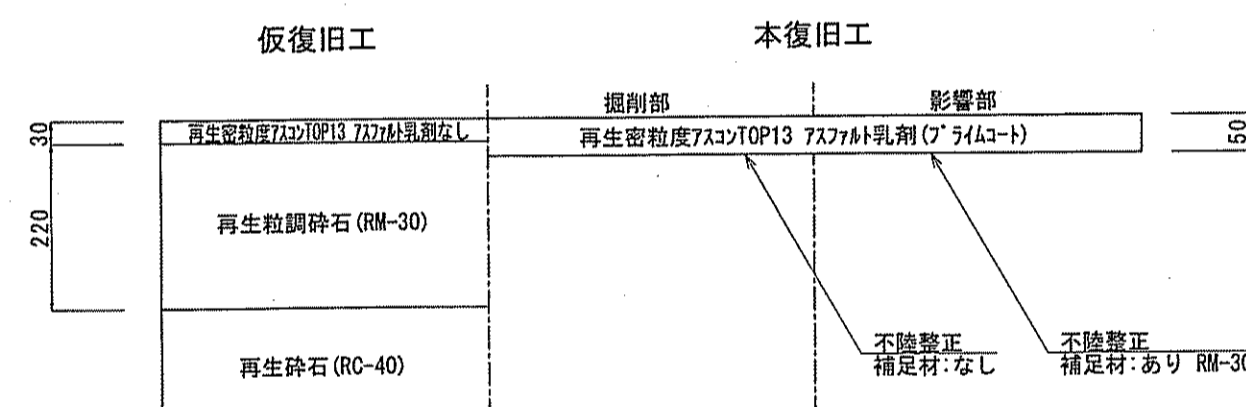 仮復旧工
本復旧工
掘削部
影響部
30
再生密粒度アスコンTOP13 アスファルト乳剤なし
再生密粒度アスコンTOP13 アスファルト乳剤(プライムコート)
50
220
再生粒調砕石(RM-30)
再生砕石(RC-40)
不陸整正
補足材:なし
不陸整正
補足材:あり RM-30